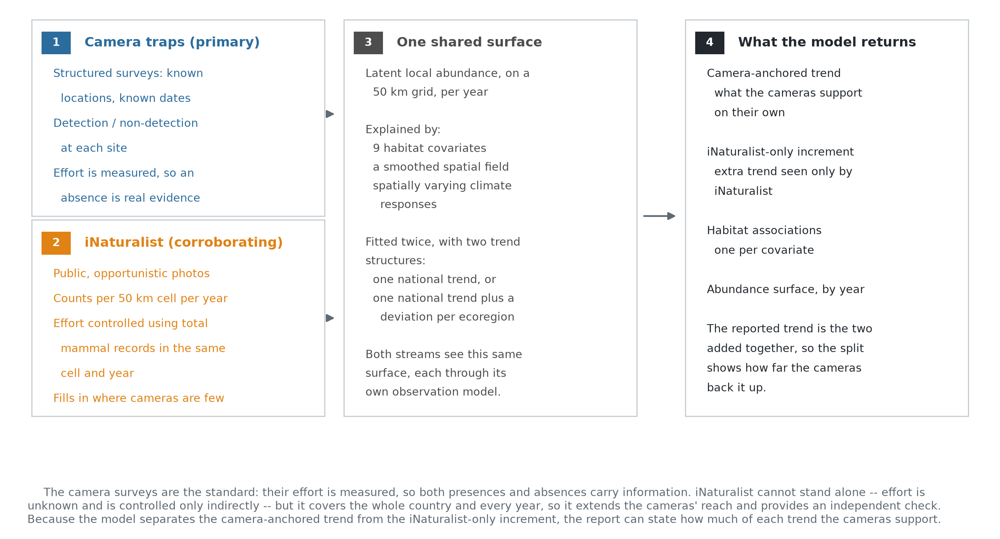 1 Camera traps (primary)
Structured surveys: known
locations, known dates
Detection / non-detection
at each site
Effort is measured, so an
absence is real evidence
2 iNaturalist (corroborating)
Public, opportunistic photos
Counts per 50 km cell per year
Effort controlled using total
mammal records in the same
cell and year
Fills in where cameras are few
3 One shared surface
Latent local abundance, on a
50 km grid, per year
Explained by:
9 habitat covariates
a smoothed spatial field
spatially varying climate
responses
Fitted twice, with two trend
structures:
one national trend, or
one national trend plus a
deviation per ecoregion
Both streams see this same
surface, each through its
own observation model.
4 What the model returns
Camera-anchored trend
what the cameras support
on their own
iNaturalist-only increment
extra trend seen only by
iNaturalist
Habitat associations
one per covariate
Abundance surface, by year
The reported trend is the two
added together, so the split
shows how far the cameras
back it up.
The camera surveys are the standard: their effort is measured, so both presences and absences carry information. iNaturalist cannot stand alone -- effort is
unknown and is controlled only indirectly -- but it covers the whole country and every year, so it extends the cameras' reach and provides an independent check.
Because the model separates the camera-anchored trend from the iNaturalist-only increment, the report can state how much of each trend the cameras support.